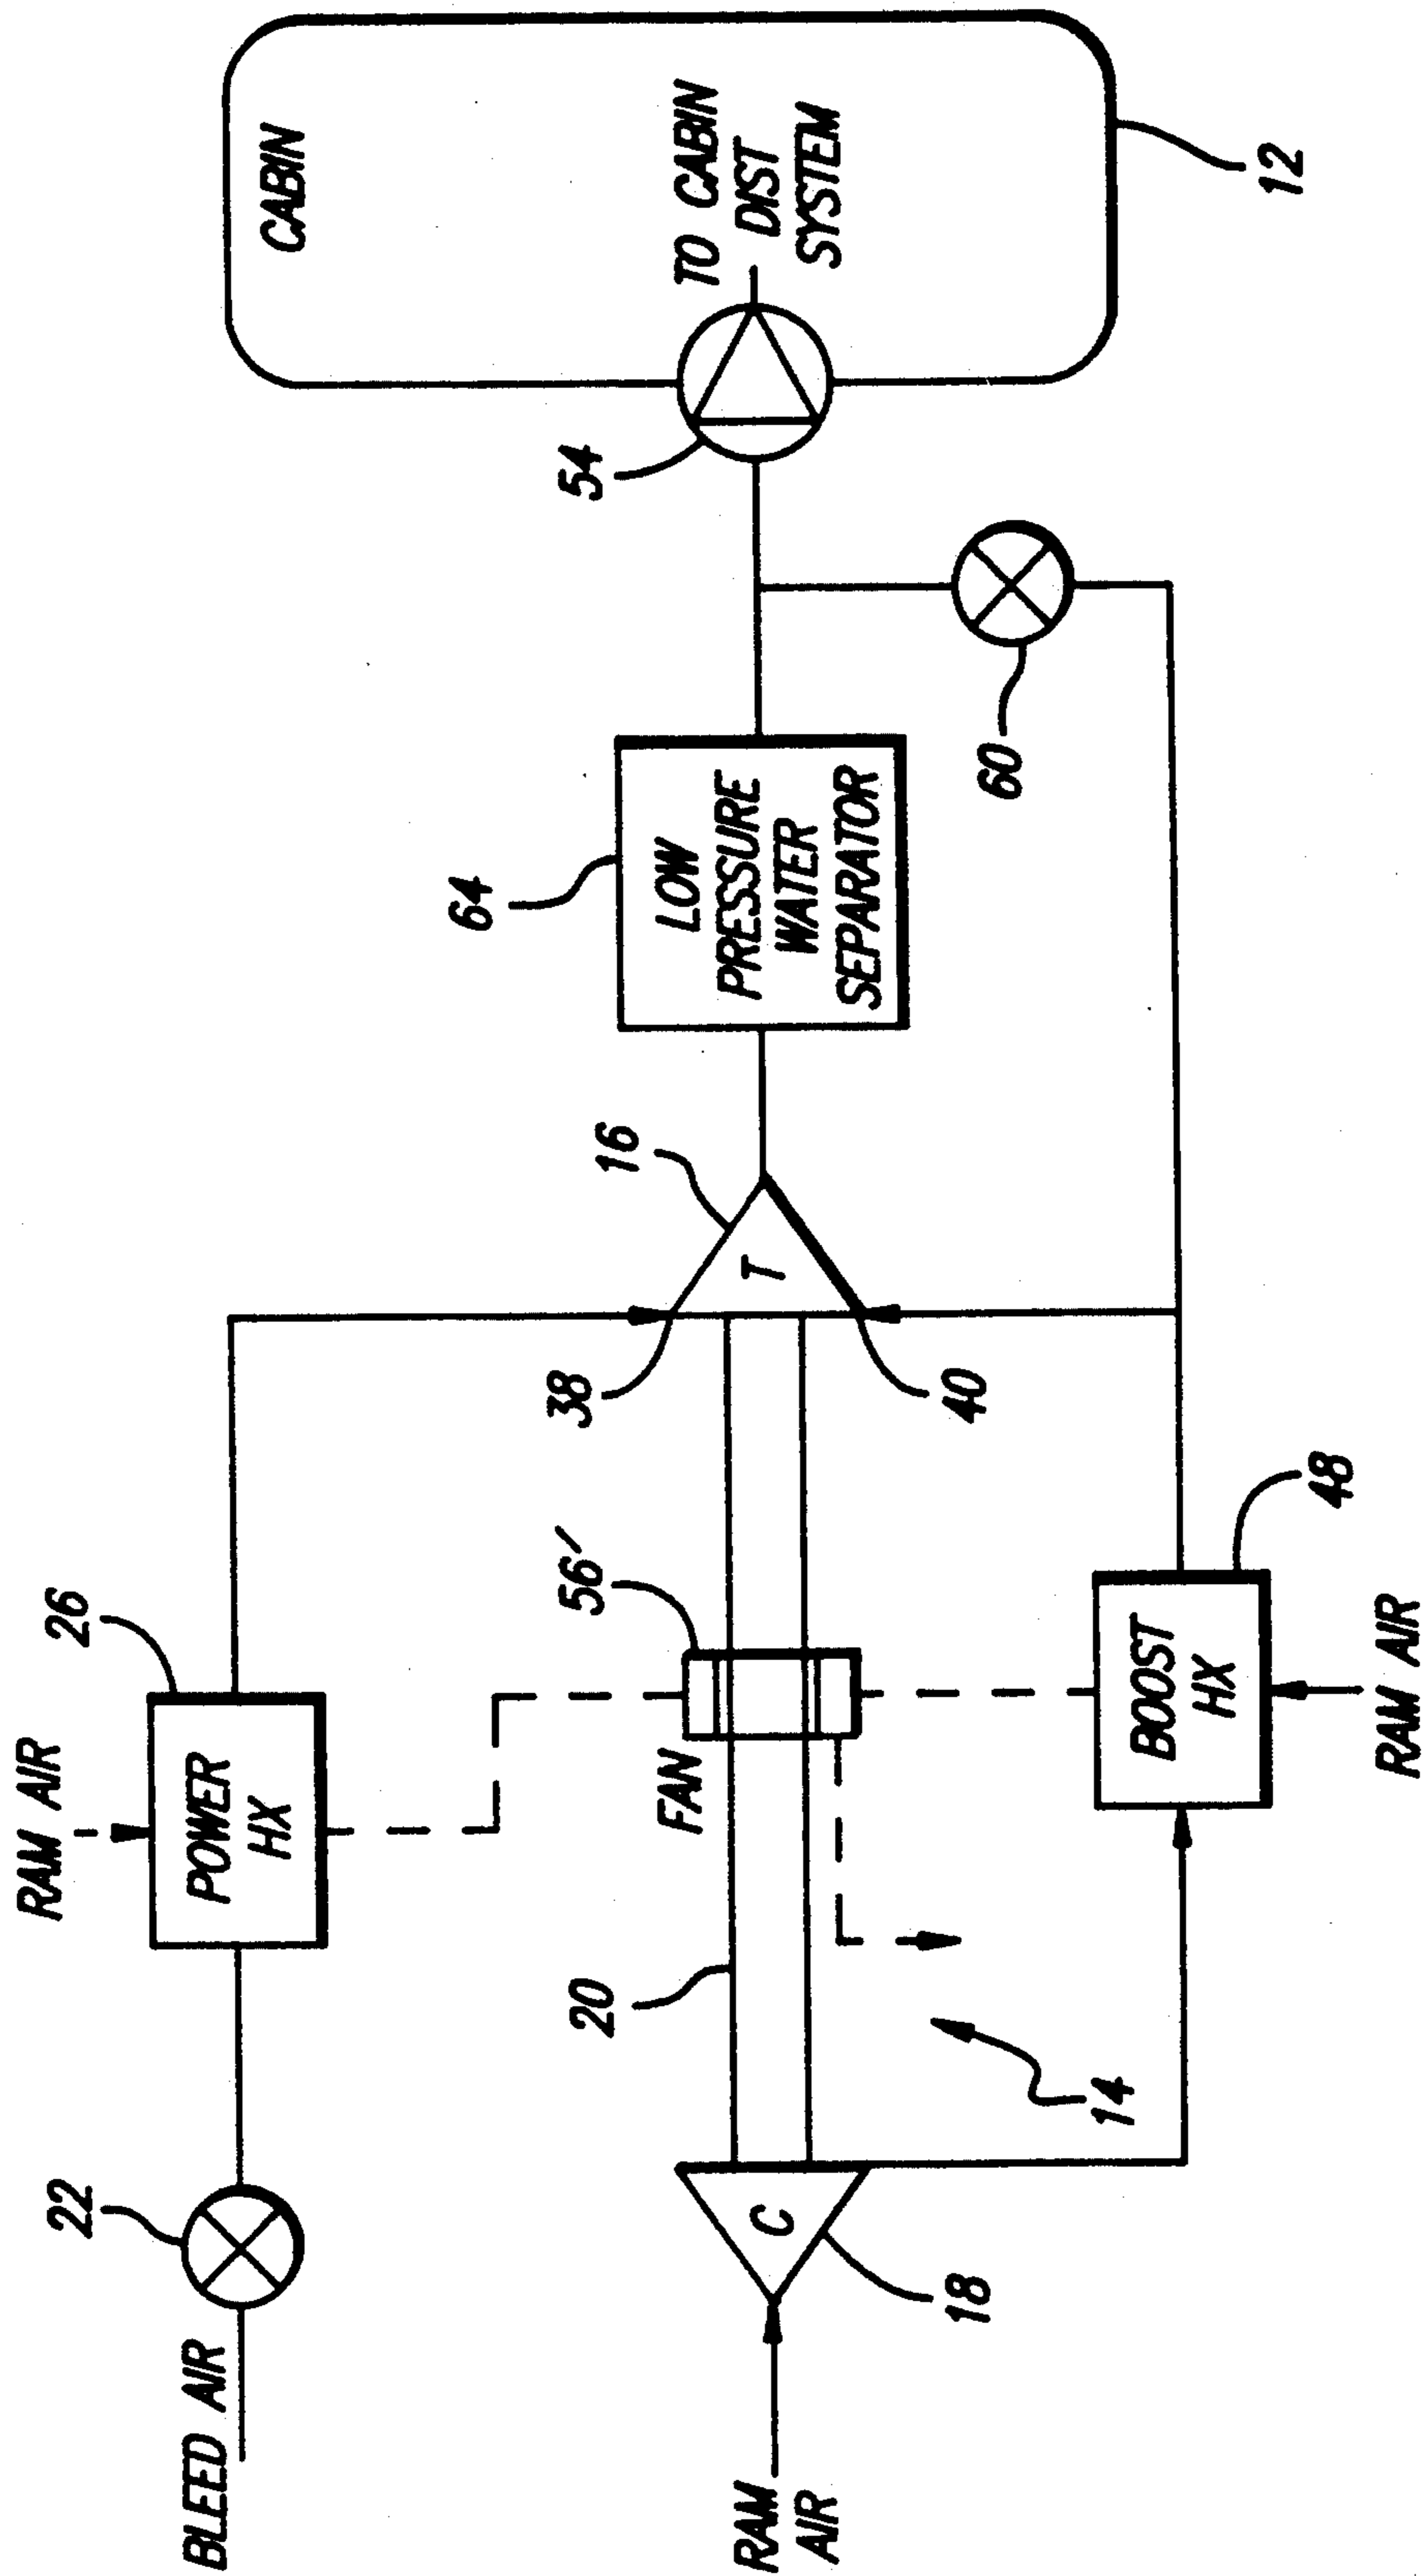 RAM AIR
26
POWER
HX
22
BLEED AIR
CABIN
TO CABIN
DIST
SYSTEM
12
54
60
64
LOW
PRESSURE
WATER
SEPARATOR
16
T
38
40
56'
FAN
20
14
C
18
RAM
AIR
BOOST
HX
48
RAM AIR